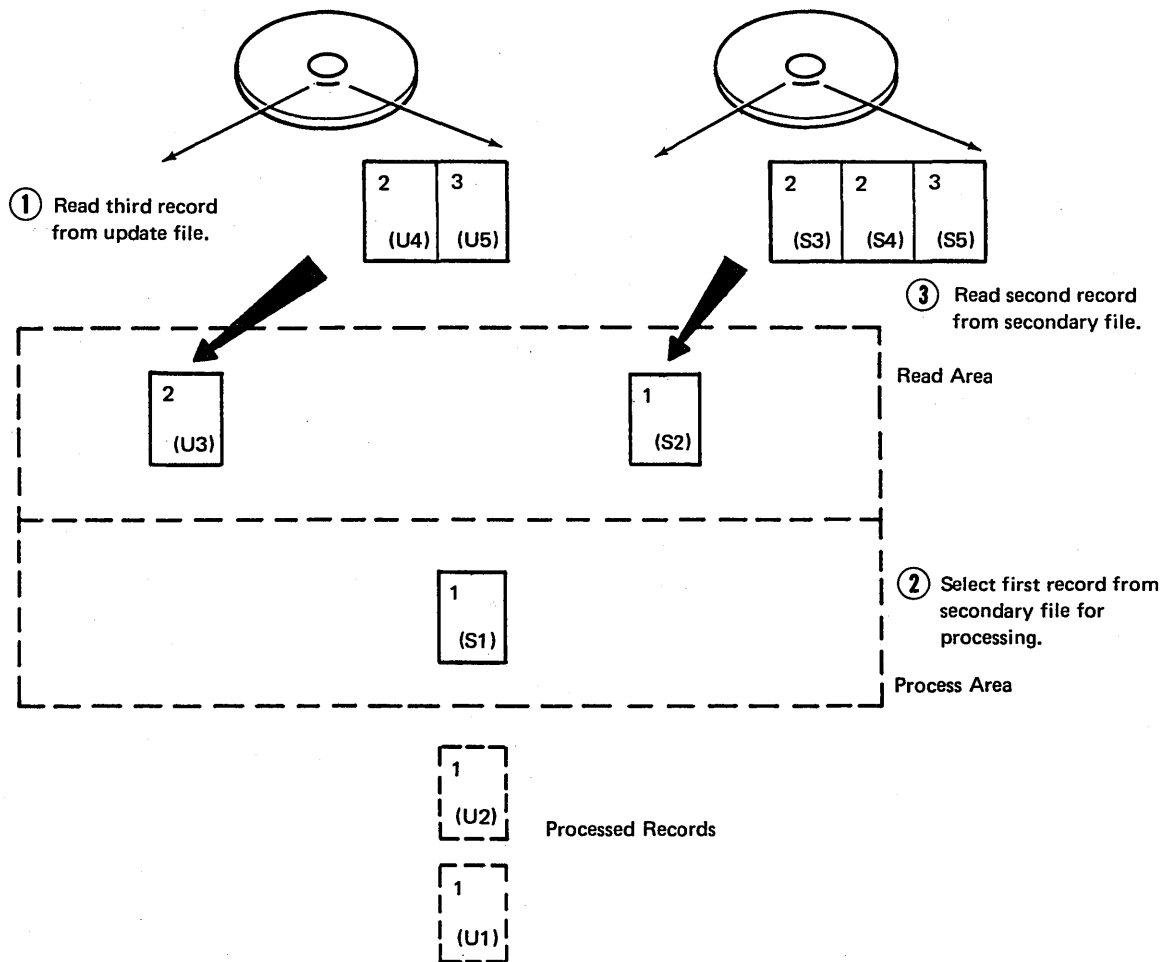 ① Read third record
from update file.
2 3
(U4) (U5)
2 2 3
(S3) (S4) (S5)
③ Read second record
from secondary file.
Read Area
2
(U3)
1
(S2)
② Select first record from
secondary file for
processing.
1
(S1)
Process Area
1
(U2)
Processed Records
1
(U1)